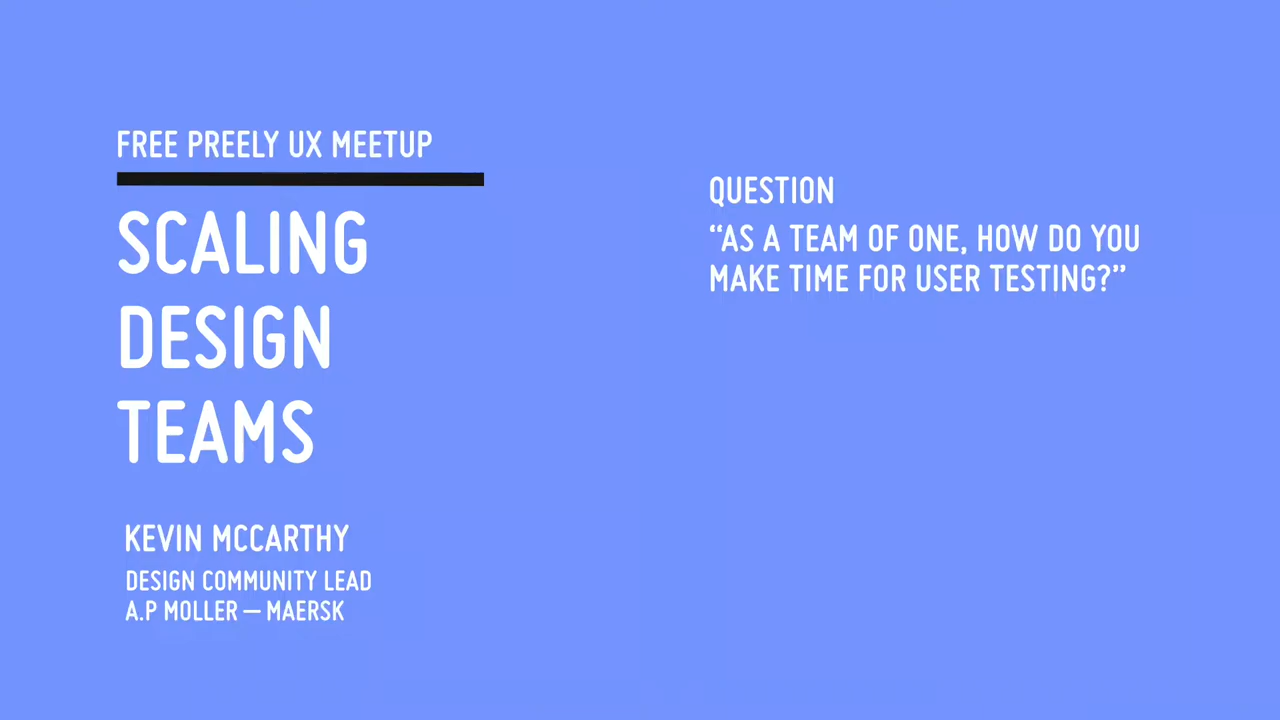 FREE PREELY UX MEETUP
SCALING
DESIGN
TEAMS
KEVIN MCCARTHY
DESIGN COMMUNITY LEAD
A.P MOLLER — MAERSK
QUESTION
“AS A TEAM OF ONE, HOW DO YOU
MAKE TIME FOR USER TESTING?”